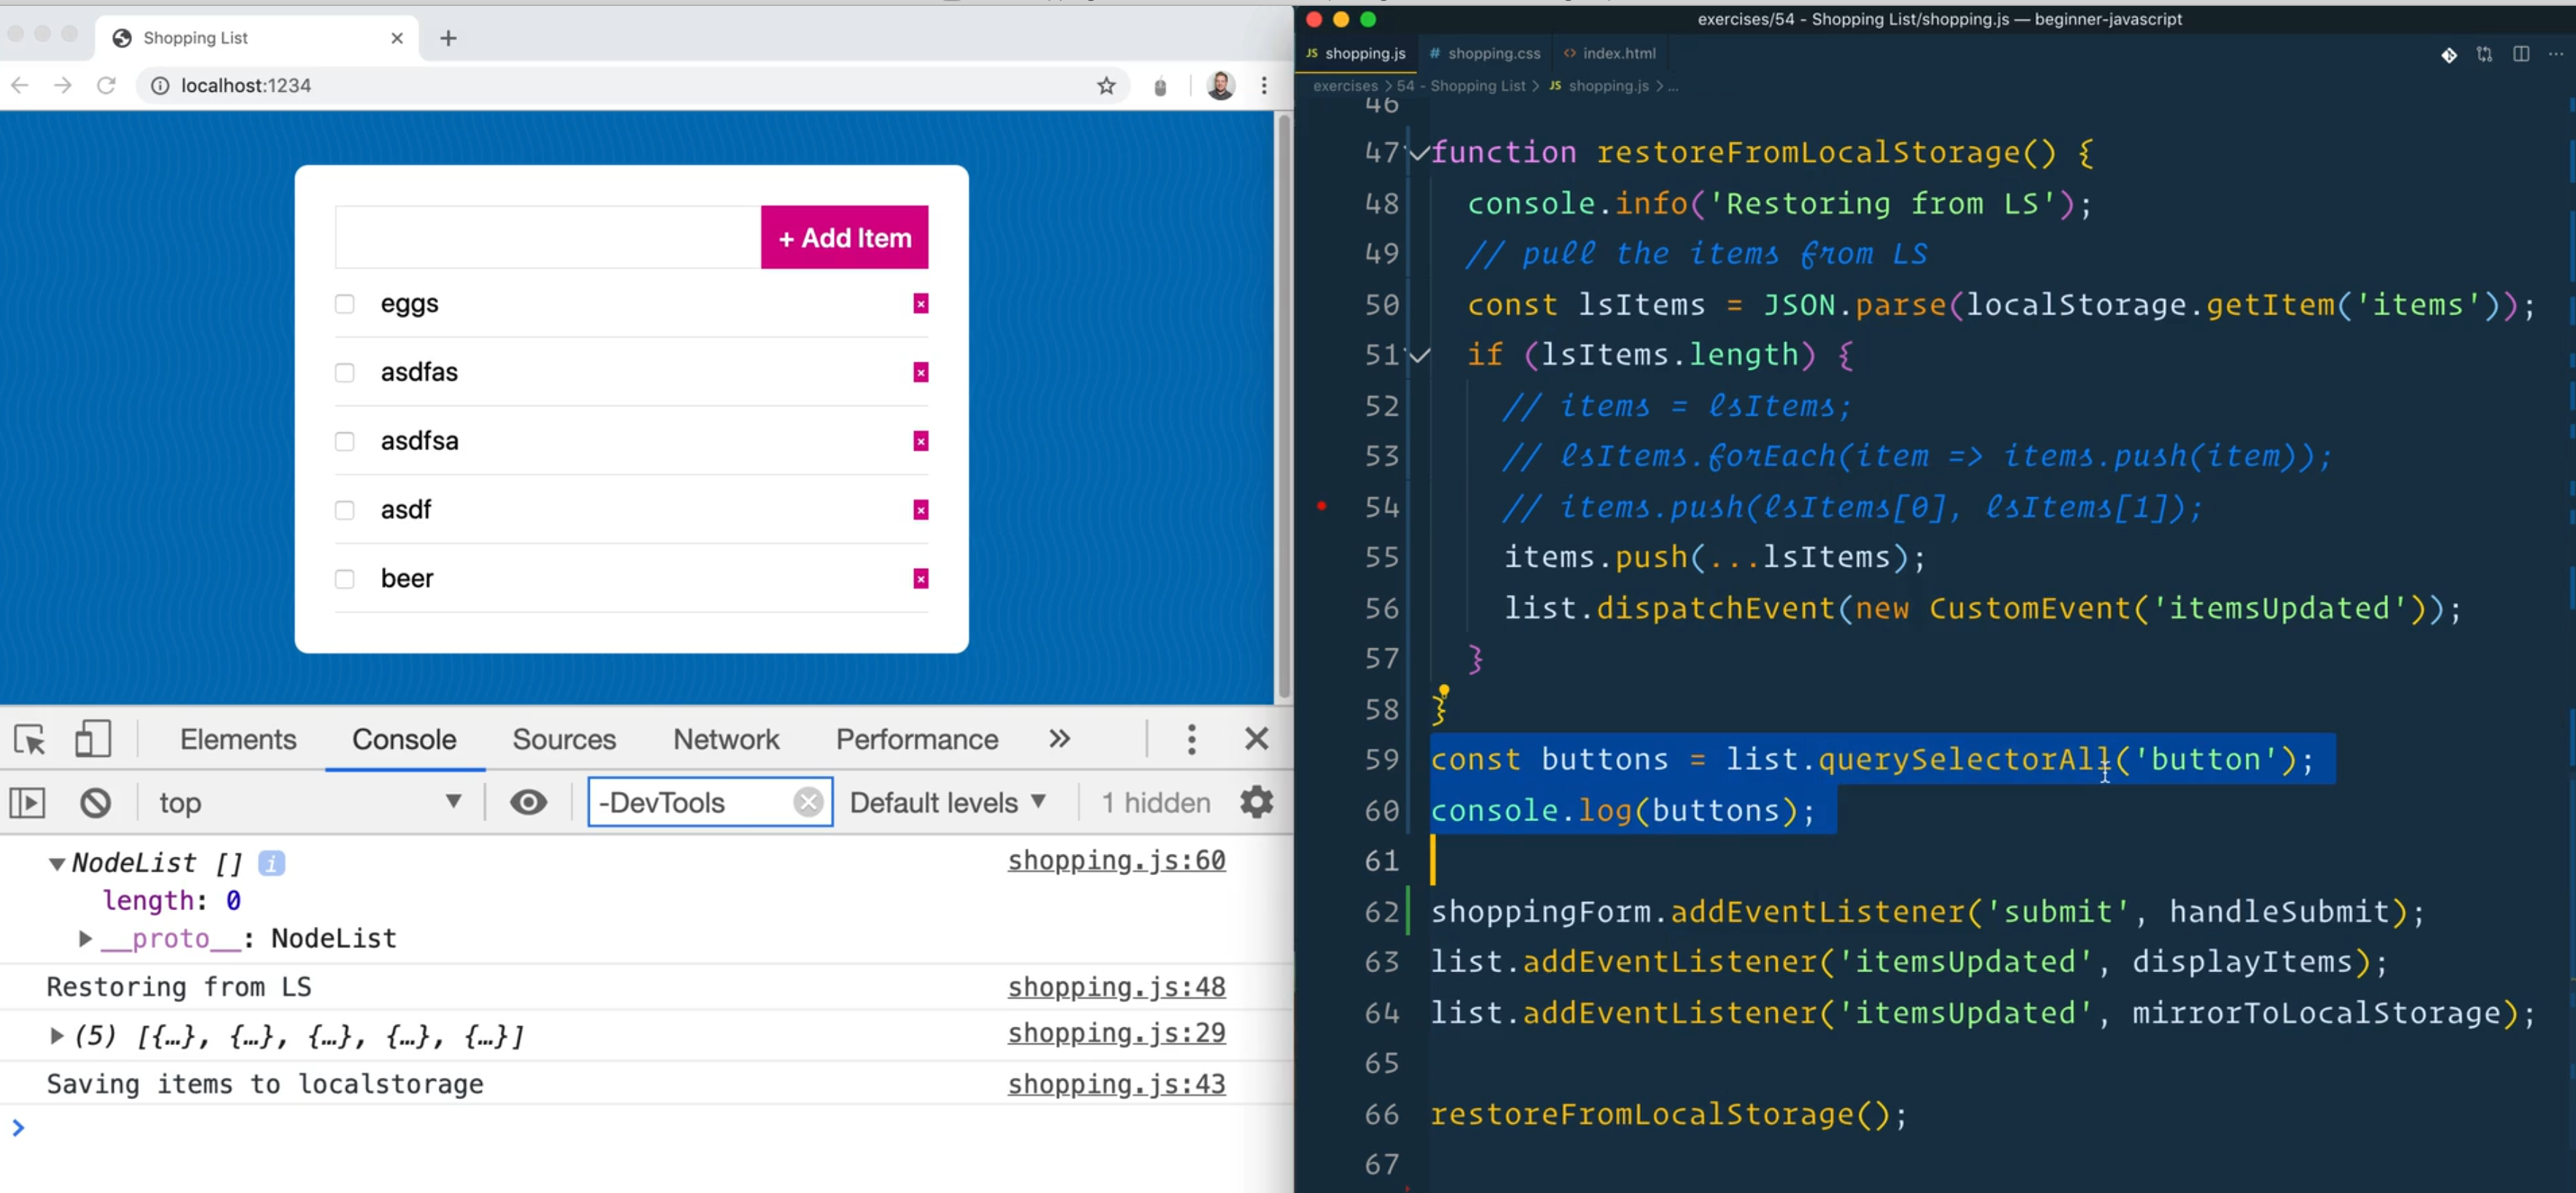 Shopping List
localhost:1234
+ Add Item
eggs
asdfas
asdfsa
asdf
beer
Elements Console Sources Network Performance
top -DevTools Default levels 1 hidden
NodeList [] shopping.js:60
length: 0
__proto__: NodeList
Restoring from LS shopping.js:48
(5) [{…}, {…}, {…}, {…}, {…}] shopping.js:29
Saving items to localstorage shopping.js:43
exercises/54 - Shopping List/shopping.js — beginner-javascript
JS shopping.js # shopping.css <> index.html
exercises > 54 - Shopping List > JS shopping.js > ...
46
47 function restoreFromLocalStorage() {
48 console.info('Restoring from LS');
49 // pull the items from LS
50 const lsItems = JSON.parse(localStorage.getItem('items'));
51 if (lsItems.length) {
52 // items = lsItems;
53 // lsItems.forEach(item => items.push(item));
54 // items.push(lsItems[0], lsItems[1]);
55 items.push(...lsItems);
56 list.dispatchEvent(new CustomEvent('itemsUpdated'));
57 }
58 }
59 const buttons = list.querySelectorAll('button');
60 console.log(buttons);
61
62 shoppingForm.addEventListener('submit', handleSubmit);
63 list.addEventListener('itemsUpdated', displayItems);
64 list.addEventListener('itemsUpdated', mirrorToLocalStorage);
65
66 restoreFromLocalStorage();
67